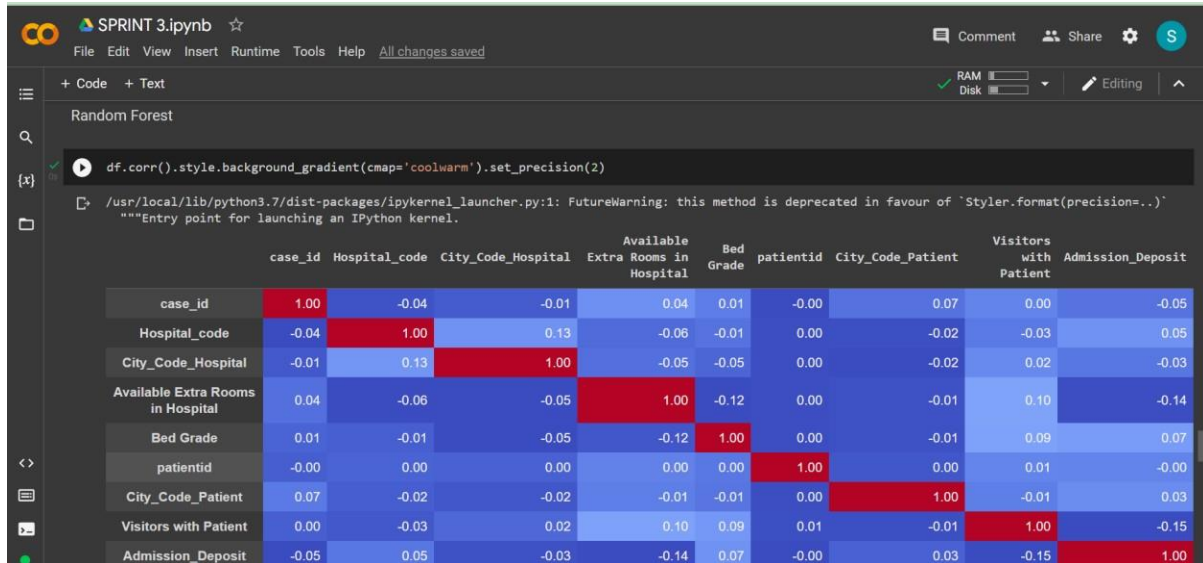 SPRINT 3.ipynb
Comment Share S
File Edit View Insert Runtime Tools Help All changes saved
+ Code + Text
RAM
Disk
Editing
Random Forest
{x}
0s
df.corr().style.background_gradient(cmap='coolwarm').set_precision(2)
/usr/local/lib/python3.7/dist-packages/ipykernel_launcher.py:1: FutureWarning: this method is deprecated in favour of `Styler.format(precision=..)`
"""Entry point for launching an IPython kernel.
case_id Hospital_code City_Code_Hospital Available Extra Rooms in Hospital Bed Grade patientid City_Code_Patient Visitors with Patient Admission_Deposit
case_id 1.00 -0.04 -0.01 0.04 0.01 -0.00 0.07 0.00 -0.05
Hospital_code -0.04 1.00 0.13 -0.06 -0.01 0.00 -0.02 -0.03 0.05
City_Code_Hospital -0.01 0.13 1.00 -0.05 -0.05 0.00 -0.02 0.02 -0.03
Available Extra Rooms
in Hospital 0.04 -0.06 -0.05 1.00 -0.12 0.00 -0.01 0.10 -0.14
Bed Grade 0.01 -0.01 -0.05 -0.12 1.00 0.00 -0.01 0.09 0.07
patientid -0.00 0.00 0.00 0.00 0.00 1.00 0.00 0.01 -0.00
City_Code_Patient 0.07 -0.02 -0.02 -0.01 -0.01 0.00 1.00 -0.01 0.03
Visitors with Patient 0.00 -0.03 0.02 0.10 0.09 0.01 -0.01 1.00 -0.15
Admission_Deposit -0.05 0.05 -0.03 -0.14 0.07 -0.00 0.03 -0.15 1.00